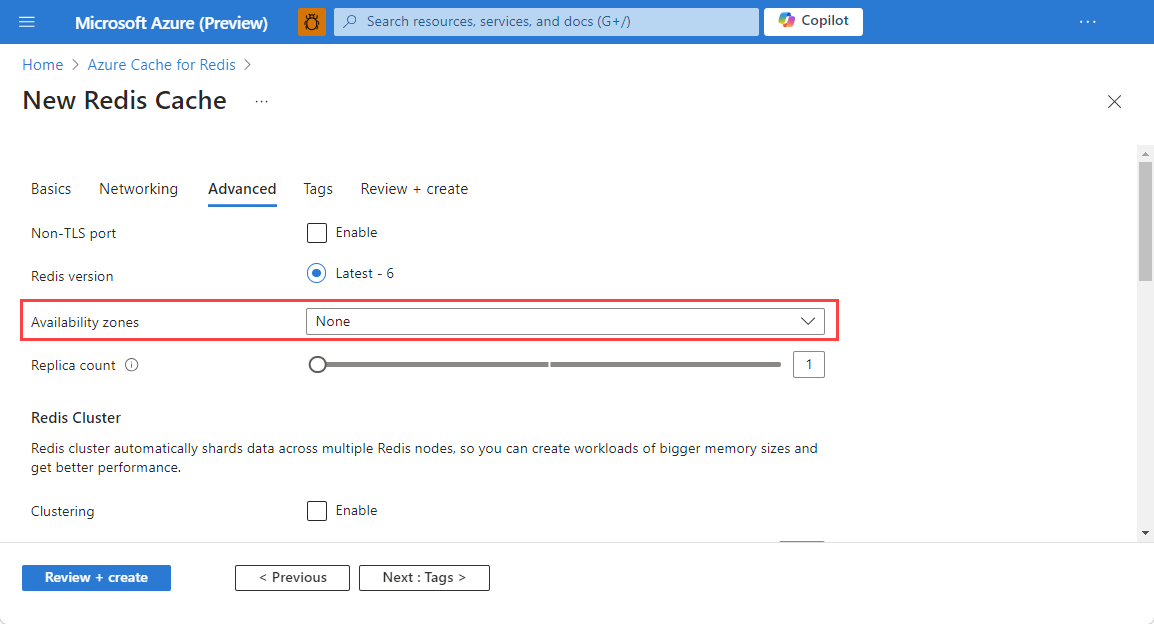 Microsoft Azure (Preview)
Search resources, services, and docs (G+/)
Copilot
...
Home > Azure Cache for Redis >
New Redis Cache ...
Basics Networking Advanced Tags Review + create
Non-TLS port Enable
Redis version Latest - 6
Availability zones None
Replica count 1
Redis Cluster
Redis cluster automatically shards data across multiple Redis nodes, so you can create workloads of bigger memory sizes and
get better performance.
Clustering Enable
Review + create < Previous Next : Tags >